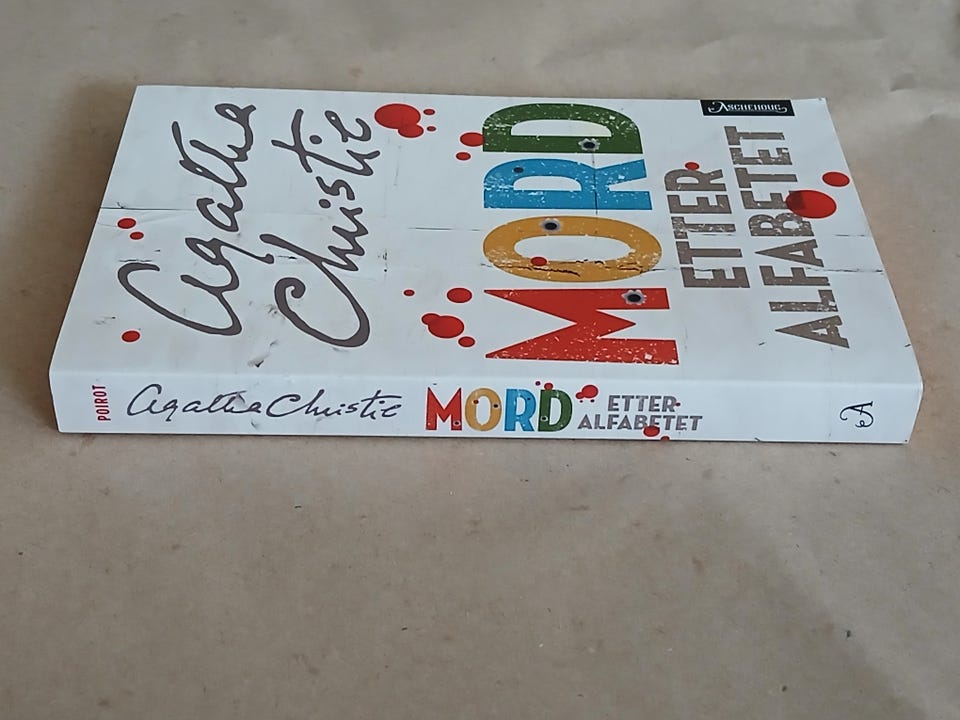 Agatha
Christie
MORD
ETTER
ALFABETET
ASCHEHOUG
POIROT
Agatha Christie
MORD
ETTER
ALFABETET
A